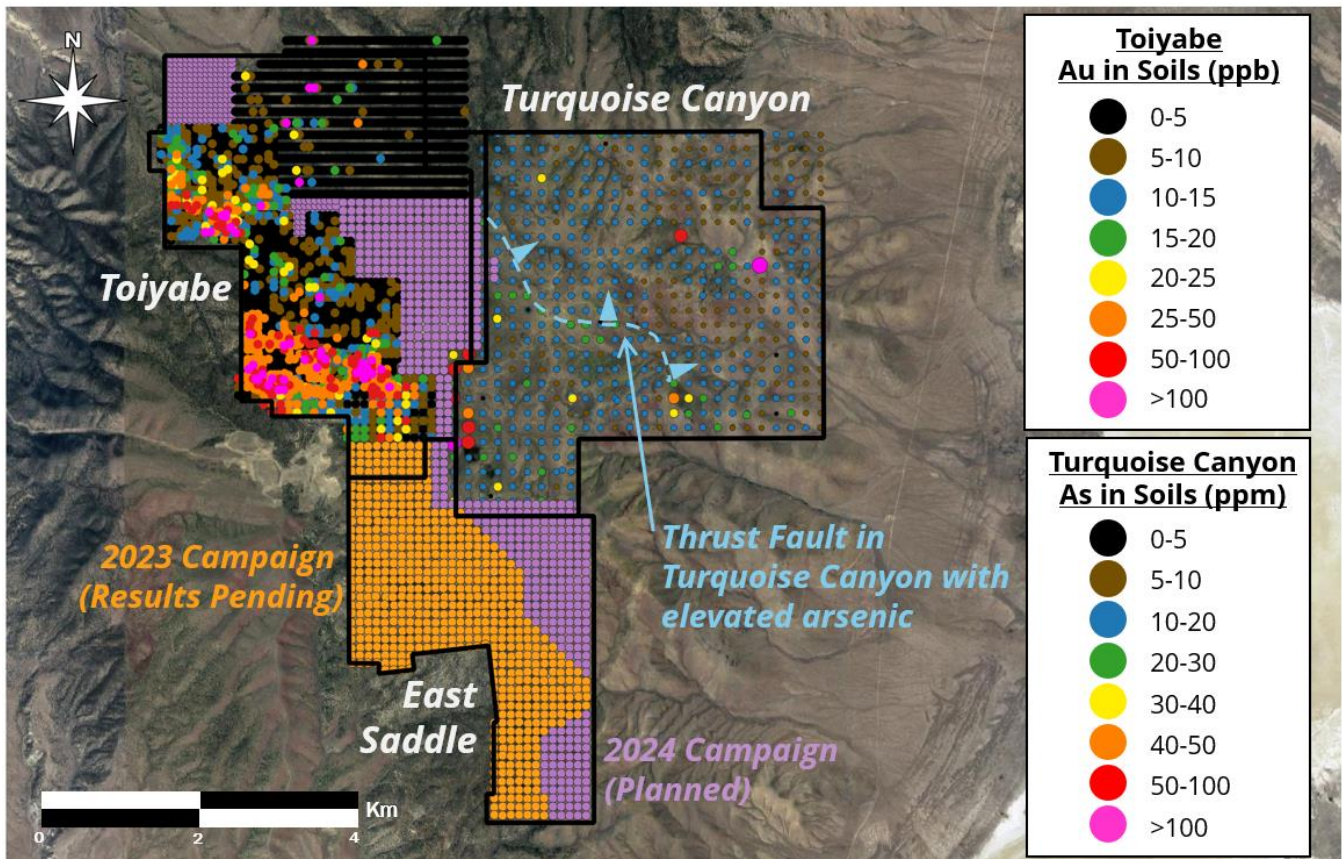 N
Turquoise Canyon
Toiyabe
2023 Campaign
(Results Pending)
Thrust Fault in
Turquoise Canyon with
elevated arsenic
East
Saddle
2024 Campaign
(Planned)
Km
0 2 4
Toiyabe
Au in Soils (ppb)
0-5
5-10
10-15
15-20
20-25
25-50
50-100
>100
Turquoise Canyon
As in Soils (ppm)
0-5
5-10
10-20
20-30
30-40
40-50
50-100
>100